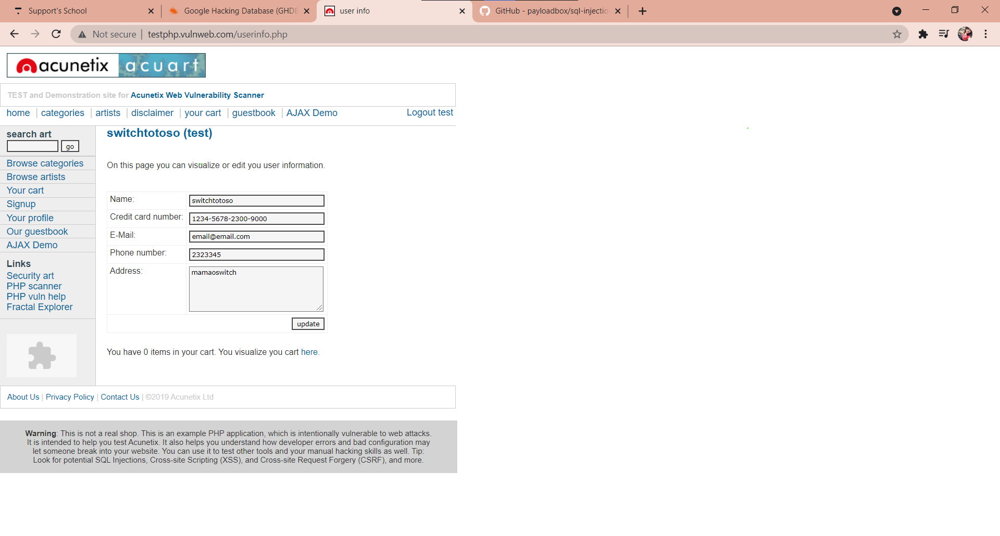 Support's School
Google Hacking Database (GHDB
user info
GitHub - payloadbox/sql-injectio
Not secure
testphp.vulnweb.com/userinfo.php
acunetix acuart
TEST and Demonstration site for Acunetix Web Vulnerability Scanner
home | categories | artists | disclaimer | your cart | guestbook | AJAX Demo
Logout test
search art
go
Browse categories
Browse artists
Your cart
Signup
Your profile
Our guestbook
AJAX Demo
Links
Security art
PHP scanner
PHP vuln help
Fractal Explorer
switchtotoso (test)
On this page you can visualize or edit you user information.
Name: switchtotoso
Credit card number: 1234-5678-2300-9000
E-Mail: email@email.com
Phone number: 2323345
Address: mamaoswitch
update
You have 0 items in your cart. You visualize you cart here.
About Us | Privacy Policy | Contact Us | ©2019 Acunetix Ltd
Warning: This is not a real shop. This is an example PHP application, which is intentionally vulnerable to web attacks.
It is intended to help you test Acunetix. It also helps you understand how developer errors and bad configuration may
let someone break into your website. You can use it to test other tools and your manual hacking skills as well. Tip:
Look for potential SQL Injections, Cross-site Scripting (XSS), and Cross-site Request Forgery (CSRF), and more.